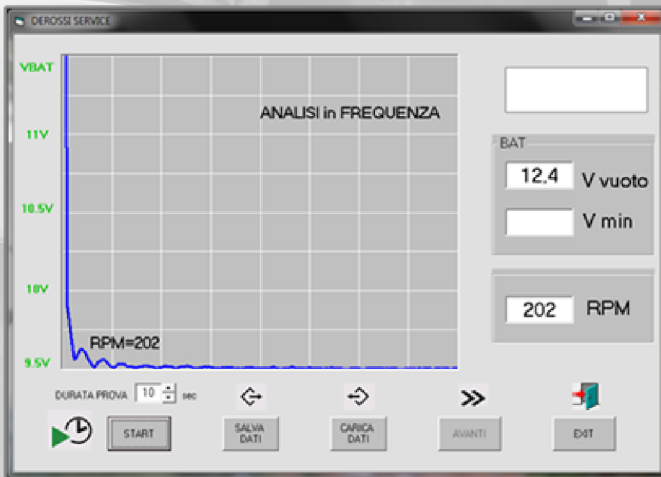 DEROSSI SERVICE
VBAT
ANALISI in FREQUENZA
11V
10.5V
10V
RPM=202
9.5V
BAT
12,4 V vuoto
V min
202 RPM
DURATA PROVA 10 sec
START
SALVA DATI
CARICA DATI
AVANTI
EXIT